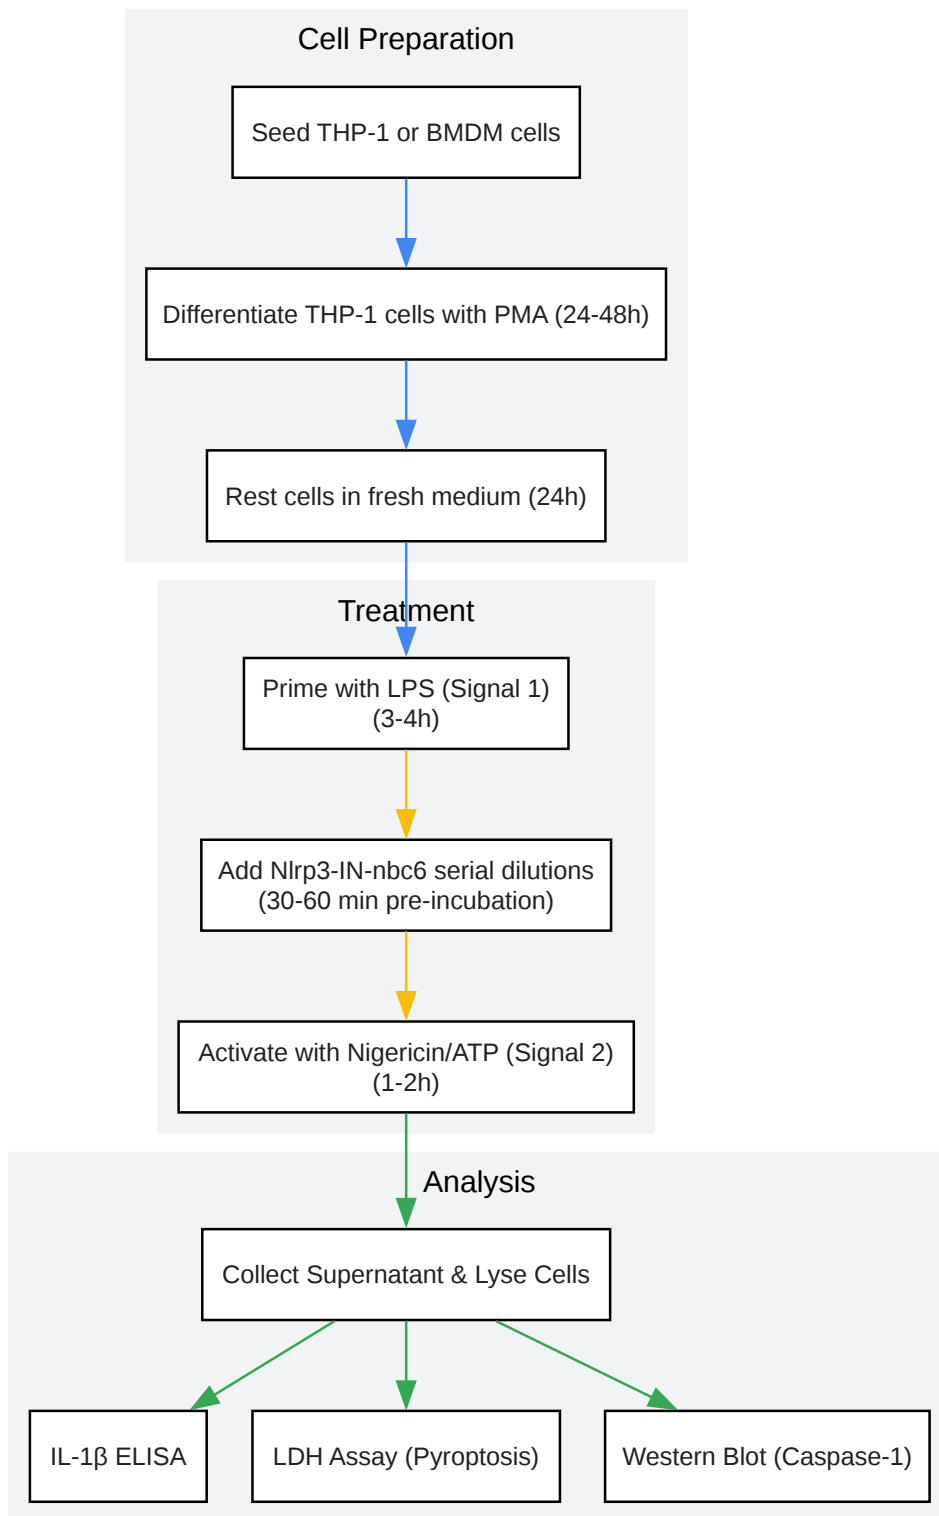 Cell Preparation
Seed THP-1 or BMDM cells
Differentiate THP-1 cells with PMA (24-48h)
Rest cells in fresh medium (24h)
Treatment
Prime with LPS (Signal 1)
(3-4h)
Add Nlrp3-IN-nbc6 serial dilutions
(30-60 min pre-incubation)
Activate with Nigericin/ATP (Signal 2)
(1-2h)
Analysis
Collect Supernatant & Lyse Cells
IL-1β ELISA
LDH Assay (Pyroptosis)
Western Blot (Caspase-1)